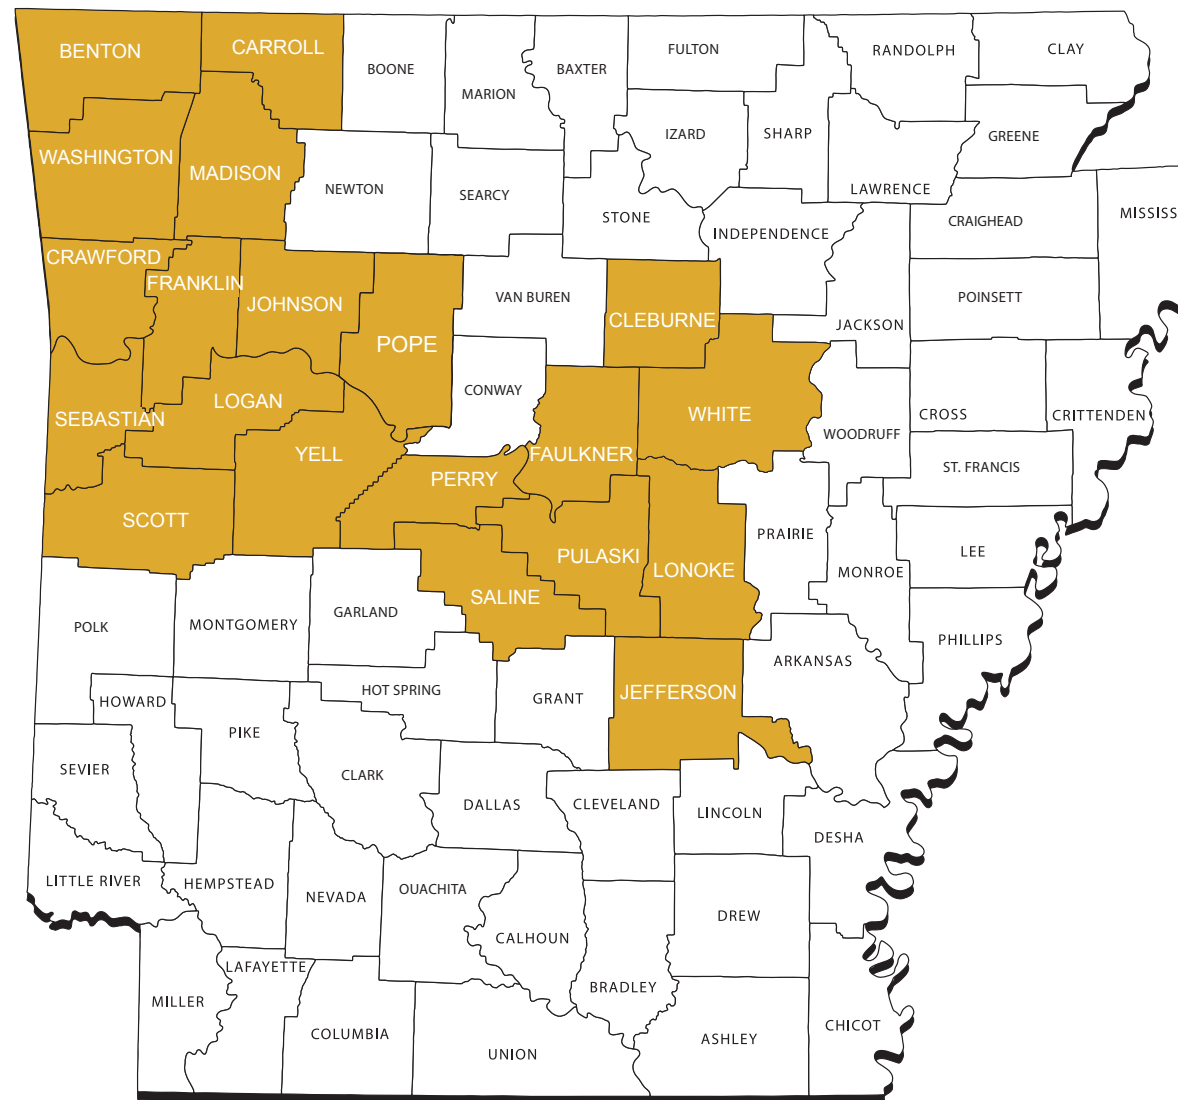 BENTON
CARROLL
BOONE
MARION
BAXTER
FULTON
RANDOLPH
CLAY
WASHINGTON
MADISON
NEWTON
SEARCY
STONE
IZARD
SHARP
LAWRENCE
GREENE
CRAIGHEAD
MISSISS
CRAWFORD
FRANKLIN
JOHNSON
POPE
VAN BUREN
CLEBURNE
INDEPENDENCE
JACKSON
POINSETT
SEBASTIAN
LOGAN
YELL
CONWAY
FAULKNER
WHITE
WOODRUFF
CROSS
CRITTENDEN
ST. FRANCIS
SCOTT
PERRY
PULASKI
LONOKE
PRAIRIE
MONROE
LEE
SALINE
POLK
MONTGOMERY
GARLAND
HOT SPRING
GRANT
JEFFERSON
ARKANSAS
PHILLIPS
HOWARD
PIKE
CLARK
SEVIER
DALLAS
CLEVELAND
LINCOLN
DESHA
LITTLE RIVER
HEMPSTEAD
NEVADA
OUACHITA
CALHOUN
BRADLEY
DREW
MILLER
LAFAYETTE
COLUMBIA
UNION
ASHLEY
CHICOT